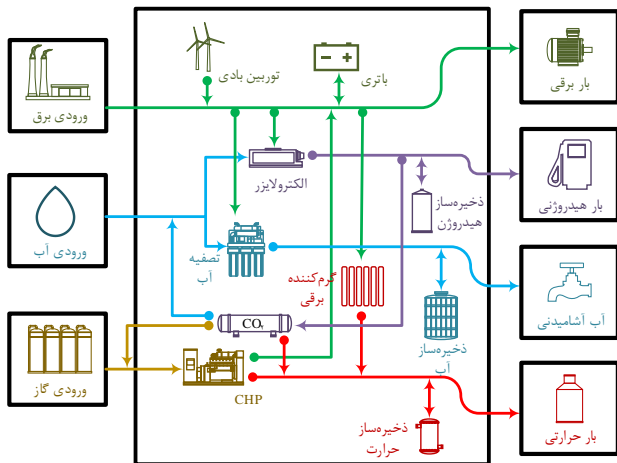 ورودی برق
ورودی آب
ورودی گاز
توربین بادی
باتری
الکترولایزر
ذخیره‌ساز
هیدروژن
تصفیه
آب
گرم‌کننده
برقی
CO۲
ذخیره‌ساز
آب
CHP
ذخیره‌ساز
حرارت
بار برقی
بار هیدروژنی
آب آشامیدنی
بار حرارتی